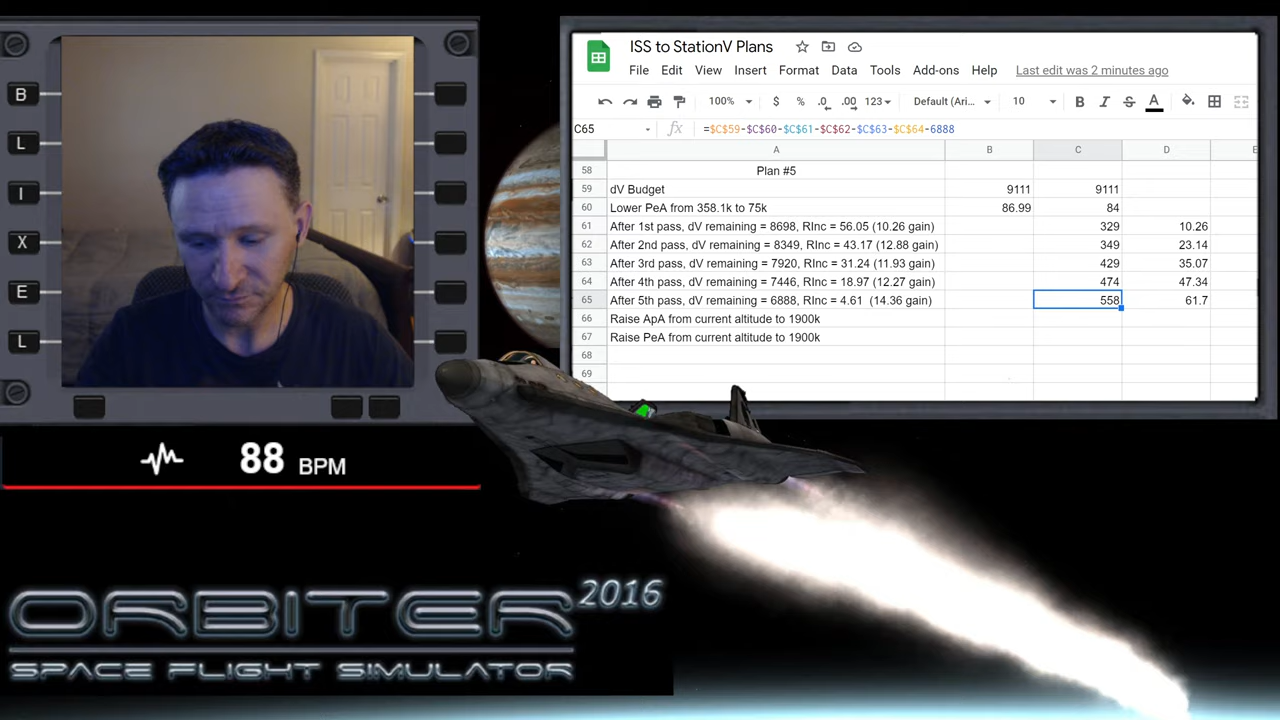 B
L
I
X
E
L
88 BPM
ORBITER 2016
SPACE FLIGHT SIMULATOR
ISS to StationV Plans
File Edit View Insert Format Data Tools Add-ons Help Last edit was 2 minutes ago
100% $ % .0 .00 123 Default (Ari... 10 B I S A
C65 fx =$C$59-$C$60-$C$61-$C$62-$C$63-$C$64-6888
A B C D E
58 Plan #5
59 dV Budget 9111 9111
60 Lower PeA from 358.1k to 75k 86.99 84
61 After 1st pass, dV remaining = 8698, RInc = 56.05 (10.26 gain) 329 10.26
62 After 2nd pass, dV remaining = 8349, RInc = 43.17 (12.88 gain) 349 23.14
63 After 3rd pass, dV remaining = 7920, RInc = 31.24 (11.93 gain) 429 35.07
64 After 4th pass, dV remaining = 7446, RInc = 18.97 (12.27 gain) 474 47.34
65 After 5th pass, dV remaining = 6888, RInc = 4.61 (14.36 gain) 558 61.7
66 Raise ApA from current altitude to 1900k
67 Raise PeA from current altitude to 1900k
68
69